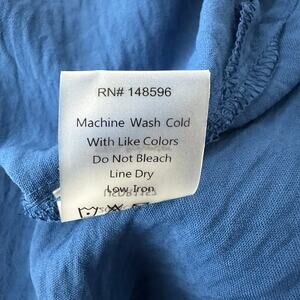 RN# 148596
Machine Wash Cold
With Like Colors
Do Not Bleach
Line Dry
Low Iron